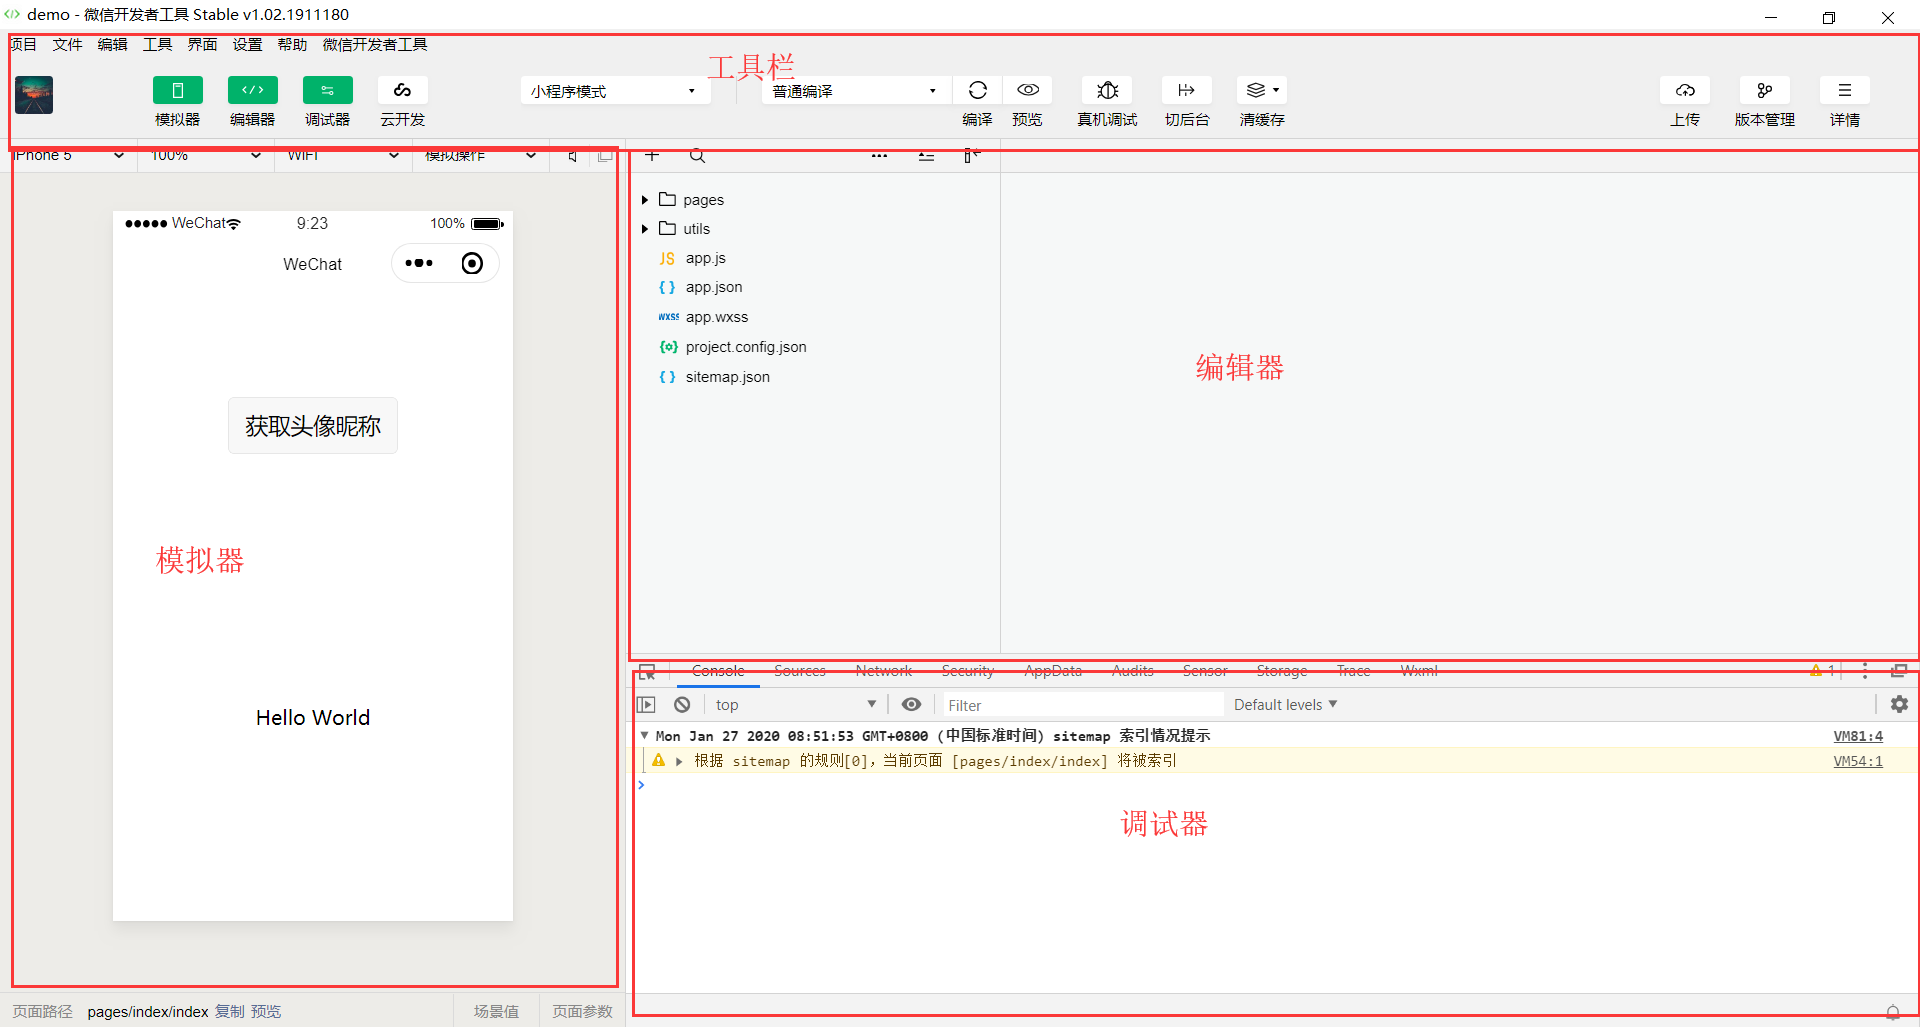 demo - 微信开发者工具 Stable v1.02.1911180
项目 文件 编辑 工具 界面 设置 帮助 微信开发者工具
工具栏
小程序模式 普通编译
模拟器 编辑器 调试器 云开发 编译 预览 真机调试 切后台 清缓存 上传 版本管理 详情
iPhone 5 100% WIFI 模拟操作
WeChat 9:23 100%
WeChat
获取头像昵称
模拟器
Hello World
页面路径 pages/index/index 复制 预览 场景值 页面参数
pages
utils
JS app.js
{ } app.json
WXSS app.wxss
project.config.json
{ } sitemap.json
编辑器
Console Sources Network Security AppData Audits Sensor Storage Trace Wxml 1
top Filter Default levels
Mon Jan 27 2020 08:51:53 GMT+0800 (中国标准时间) sitemap 索引情况提示 VM81:4
根据 sitemap 的规则[0]，当前页面 [pages/index/index] 将被索引 VM54:1
调试器